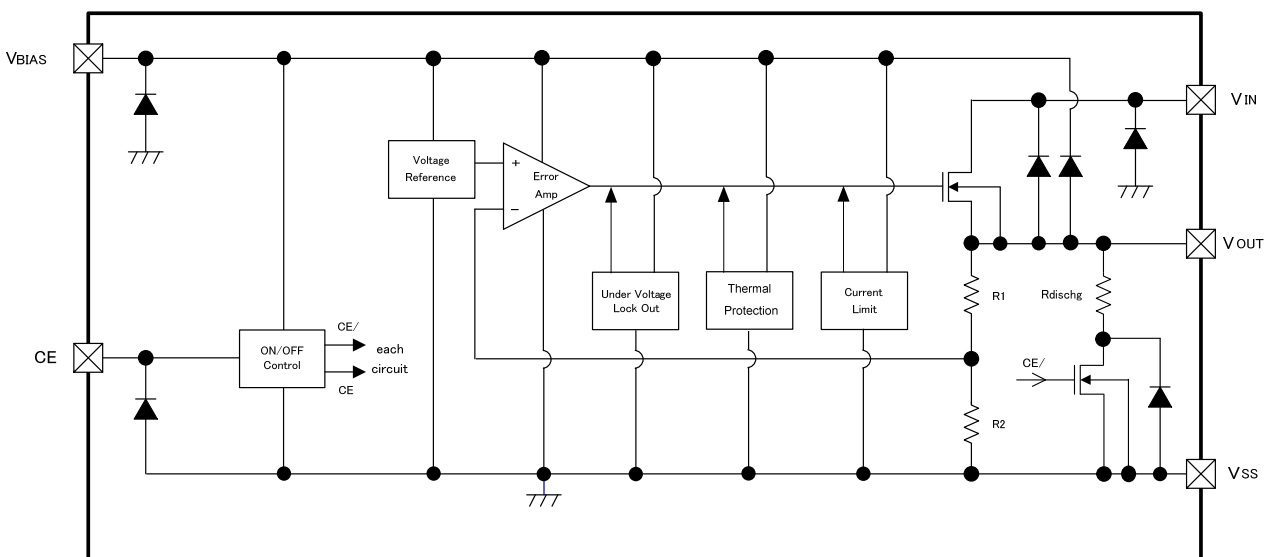 VBIAS
VIN
Voltage
Reference
+
−
Error
Amp
VOUT
Under Voltage
Lock Out
Thermal
Protection
Current
Limit
R1
Rdischg
CE
ON/OFF
Control
CE/
each
circuit
CE
CE/
R2
VSS